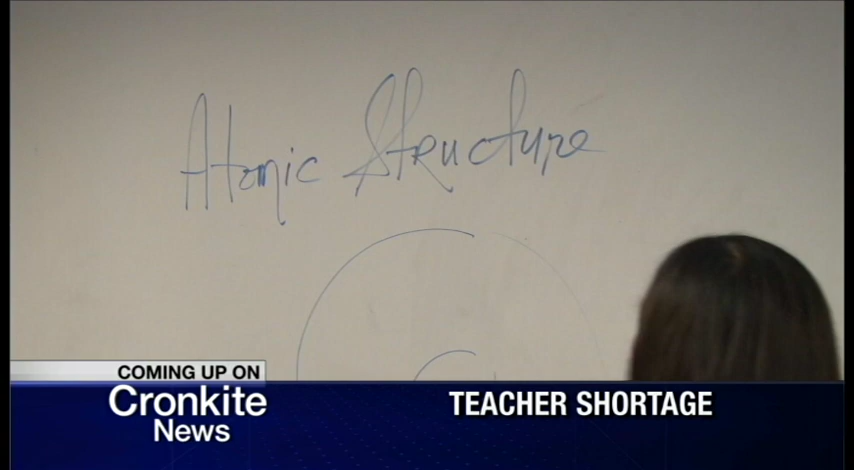 Atomic Structure
COMING UP ON
Cronkite
News
TEACHER SHORTAGE